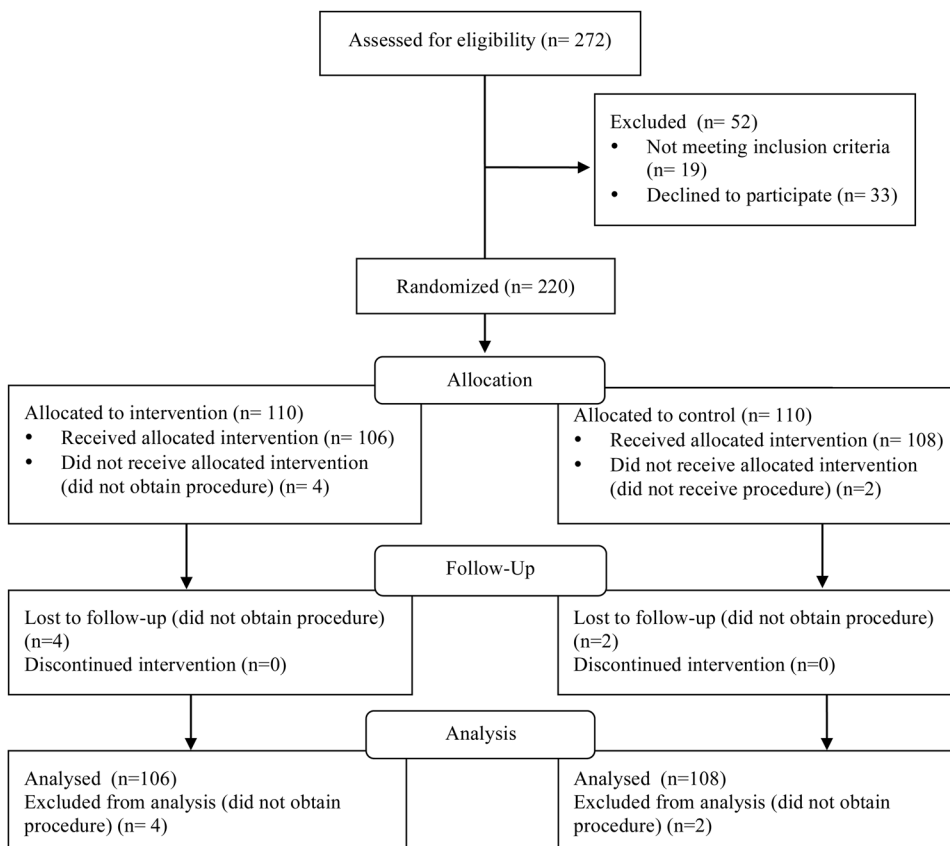 Assessed for eligibility (n= 272)
Excluded (n= 52)
• Not meeting inclusion criteria
(n= 19)
• Declined to participate (n= 33)
Randomized (n= 220)
Allocation
Allocated to intervention (n= 110)
• Received allocated intervention (n= 106)
• Did not receive allocated intervention
(did not obtain procedure) (n= 4)
Allocated to control (n= 110)
• Received allocated intervention (n= 108)
• Did not receive allocated intervention
(did not receive procedure) (n=2)
Follow-Up
Lost to follow-up (did not obtain procedure)
(n=4)
Discontinued intervention (n=0)
Lost to follow-up (did not obtain procedure)
(n=2)
Discontinued intervention (n=0)
Analysis
Analysed (n=106)
Excluded from analysis (did not obtain
procedure) (n= 4)
Analysed (n=108)
Excluded from analysis (did not obtain
procedure) (n=2)